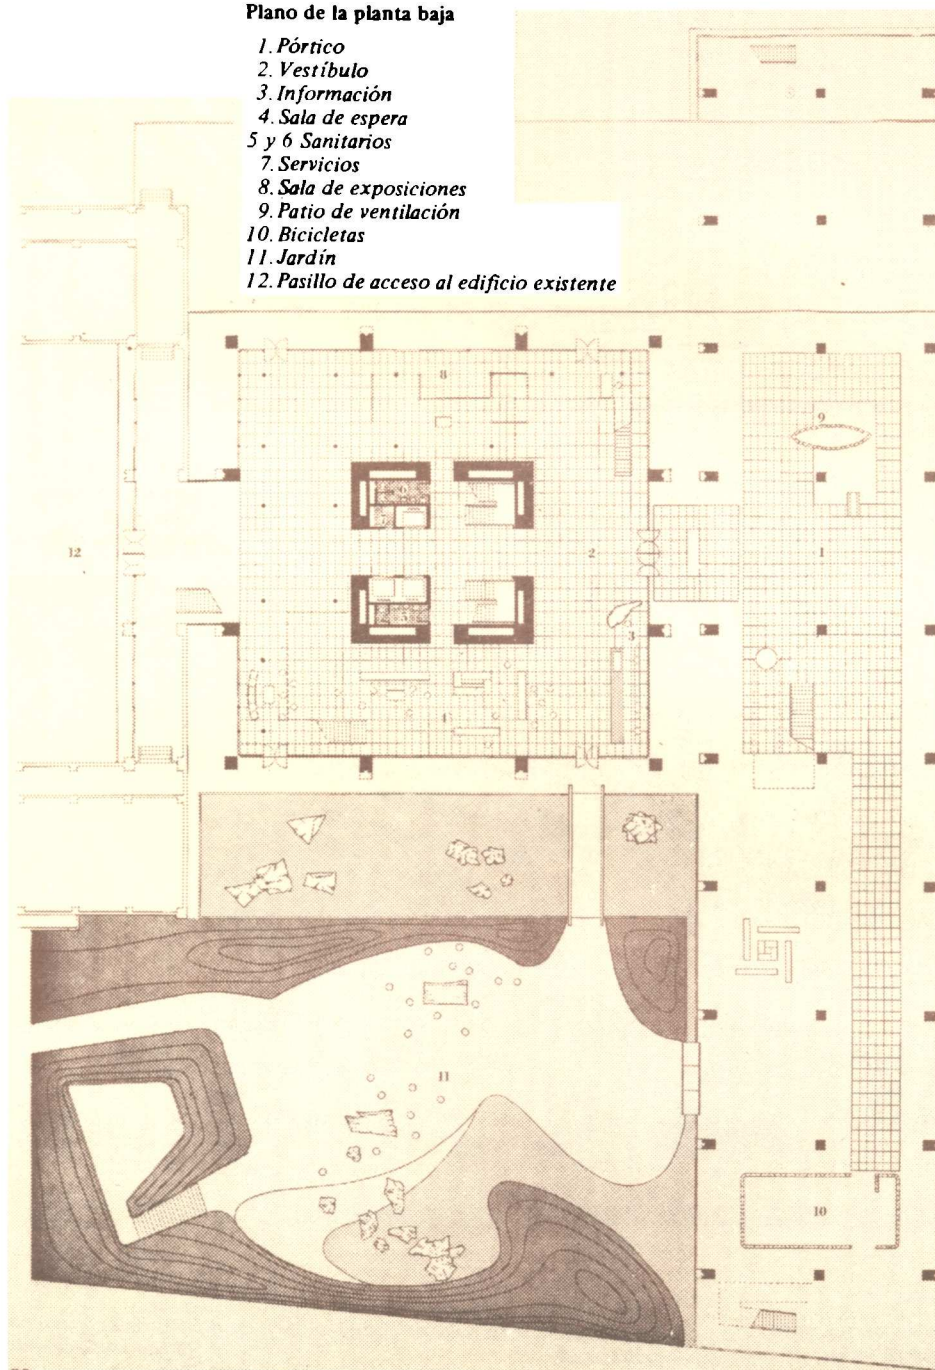 Plano de la planta baja
1. Pórtico
2. Vestíbulo
3. Información
4. Sala de espera
5 y 6 Sanitarios
7. Servicios
8. Sala de exposiciones
9. Patio de ventilación
10. Bicicletas
11. Jardín
12. Pasillo de acceso al edificio existente
8
9
6
12
2
1
5
3
4
11
10